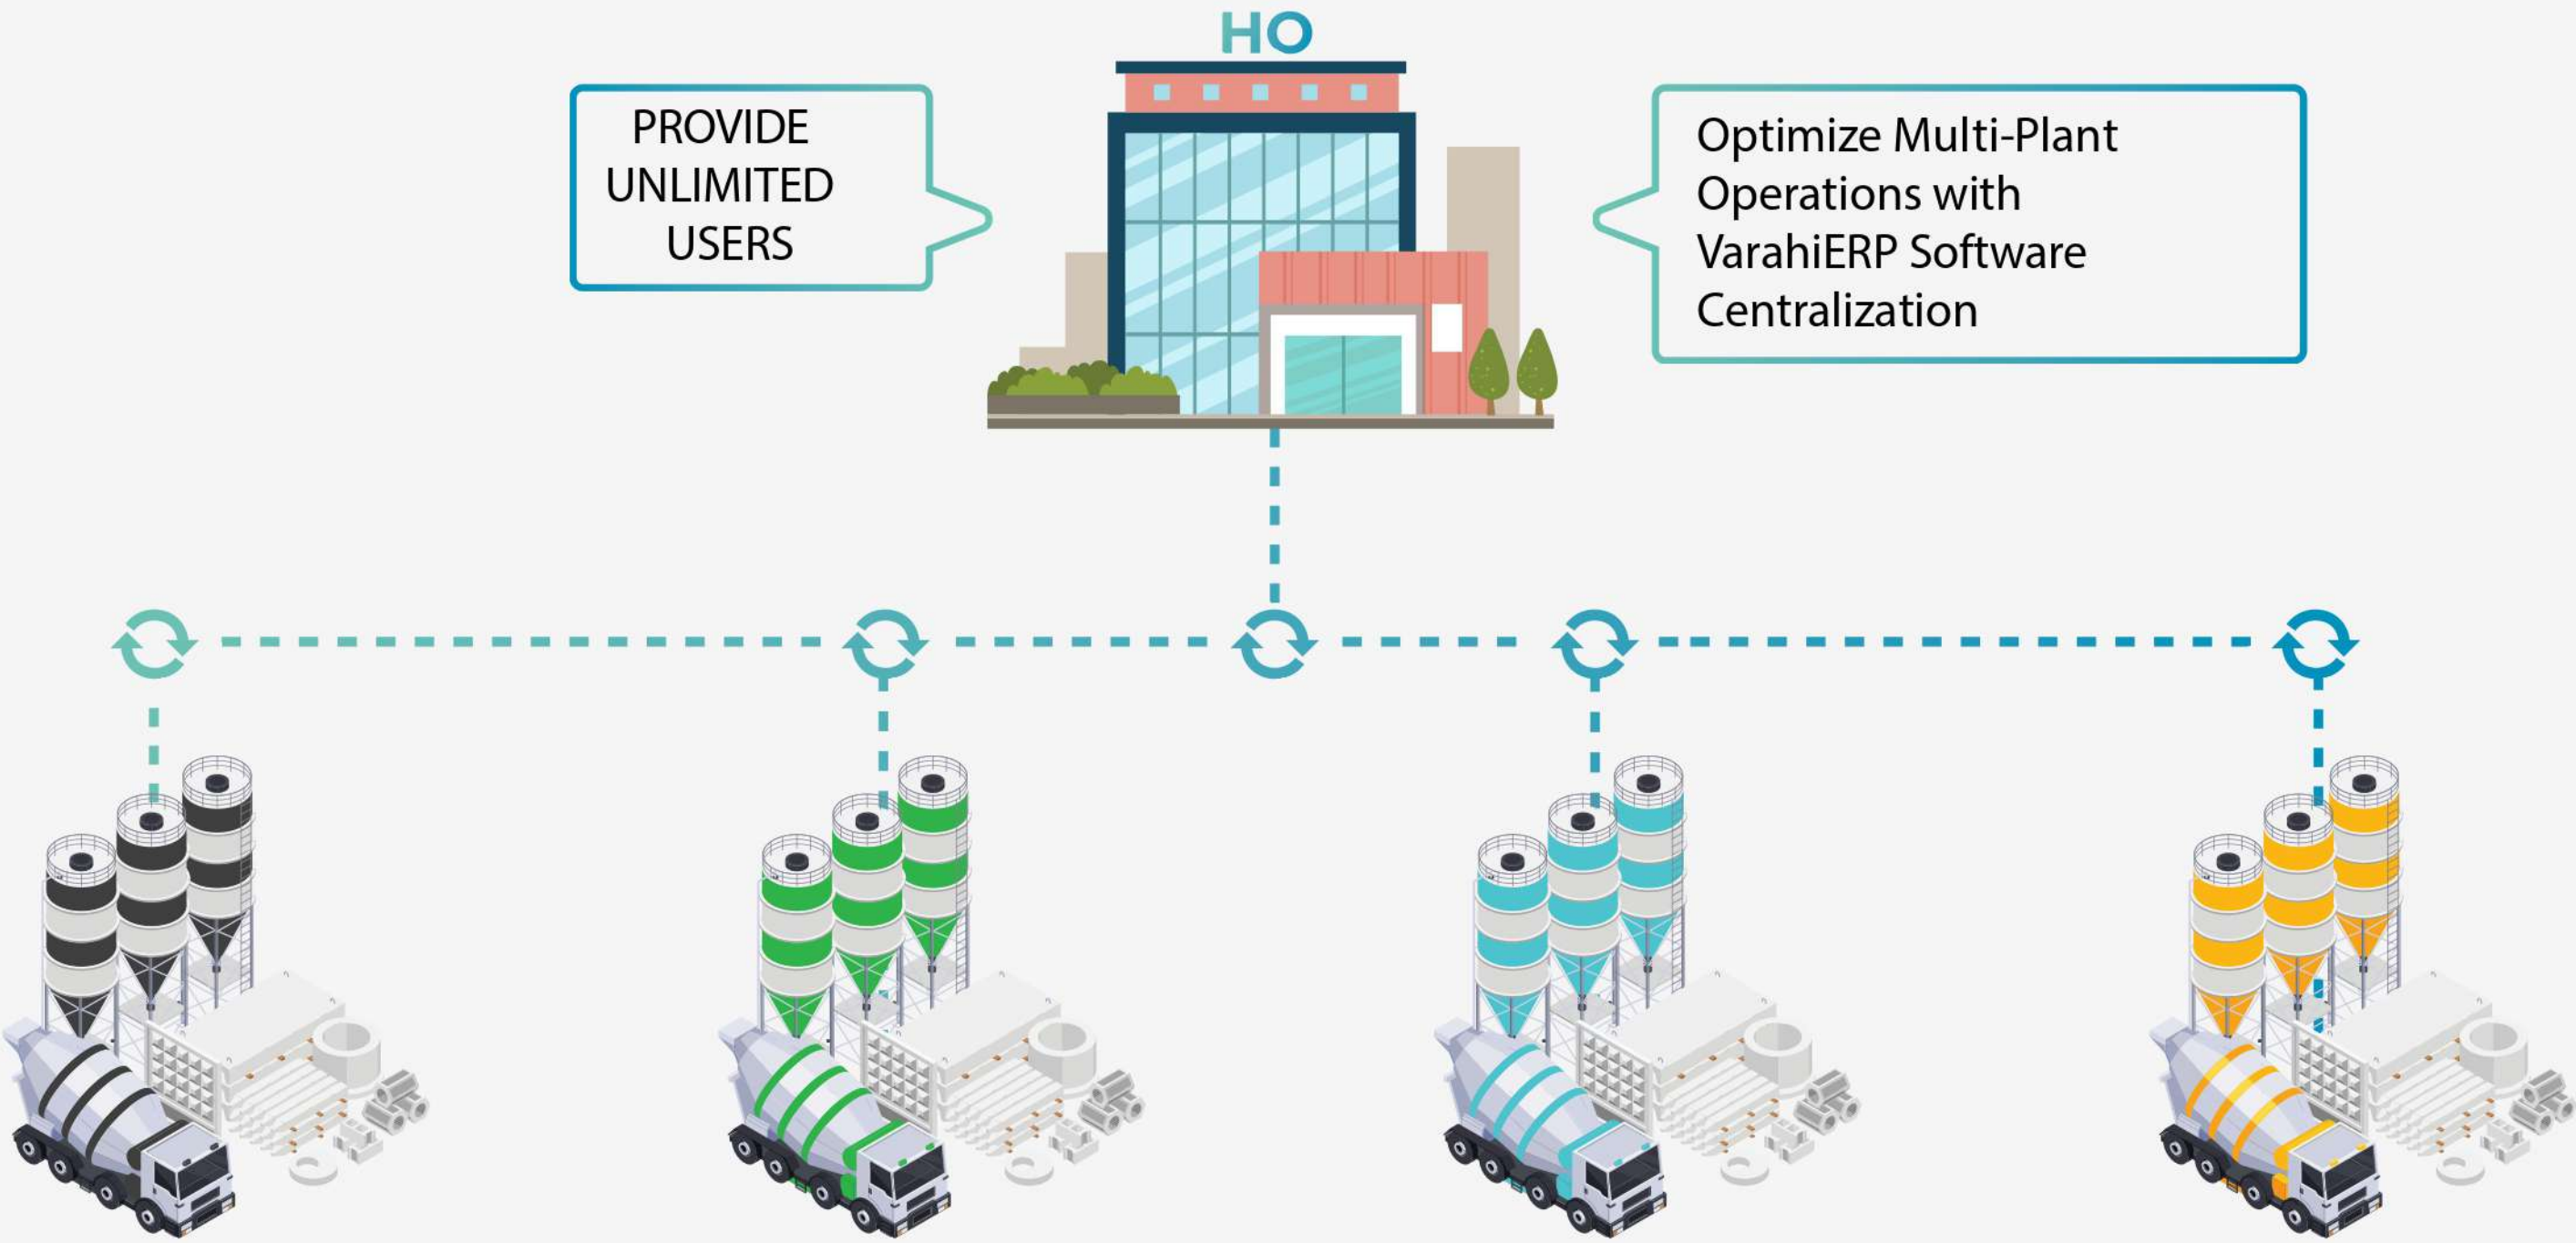 HO
PROVIDE
UNLIMITED
USERS
Optimize Multi-Plant
Operations with
VarahiERP Software
Centralization